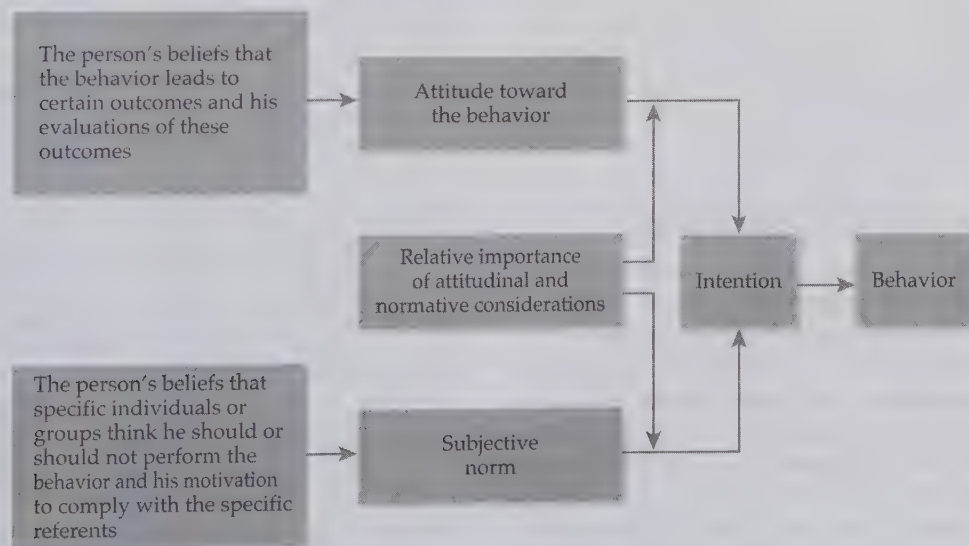 The person's beliefs that
the behavior leads to
certain outcomes and his
evaluations of these
outcomes
Attitude toward
the behavior
Relative importance
of attitudinal and
normative considerations
Intention
Behavior
The person's beliefs that
specific individuals or
groups think he should or
should not perform the
behavior and his motivation
to comply with the specific
referents
Subjective
norm